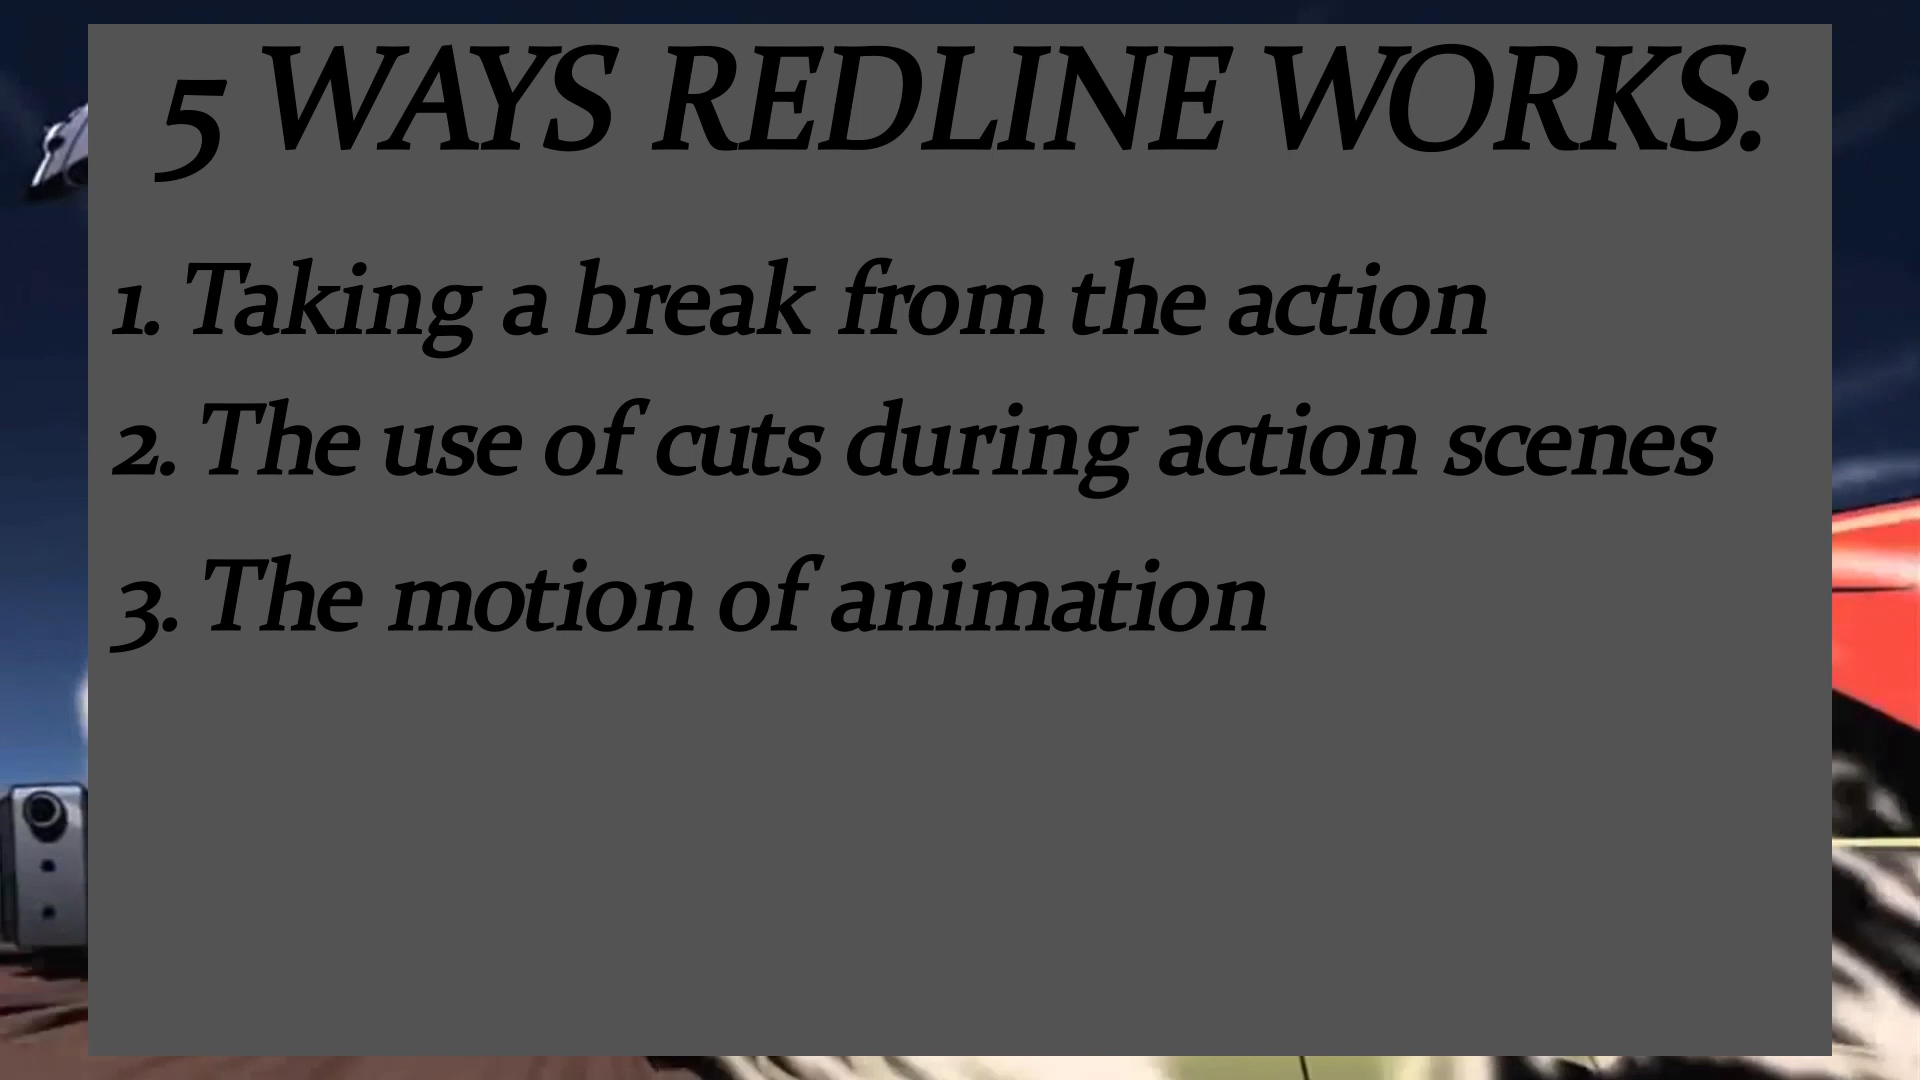 5 WAYS REDLINE WORKS:
1. Taking a break from the action
2. The use of cuts during action scenes
3. The motion of animation